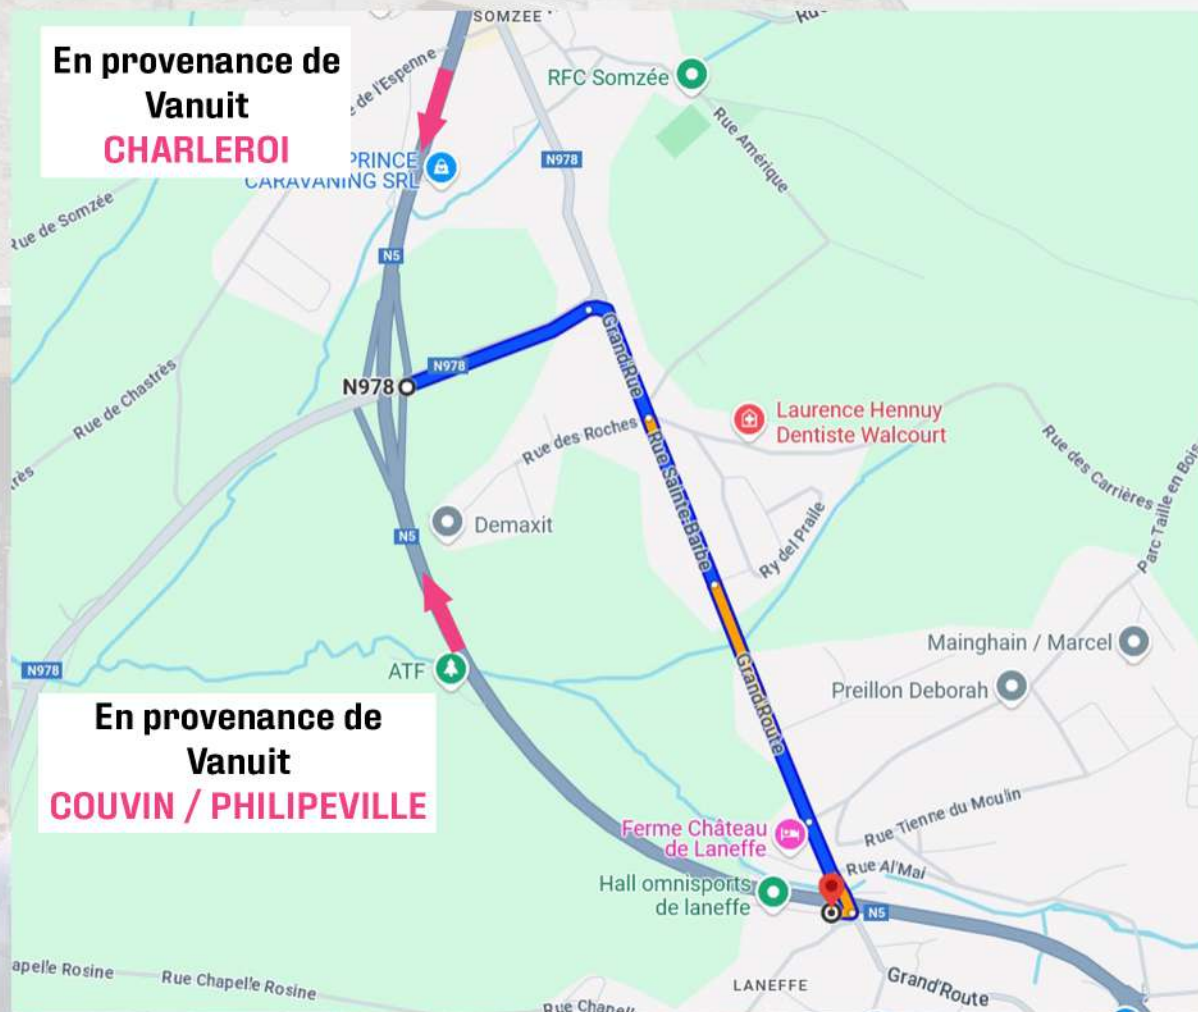 SOMZEE
En provenance de
Vanuit
CHARLEROI
RFC Somzée
Rue Amérique
N978
PRINCE
CARAVANING SRL
Rue de Somzée
N5
Grand'Rue
N978
N978
Rue de Chastrès
Laurence Hennuy
Dentiste Walcourt
Rue des Roches
Rue des Carrières
Rue Sainte-Barbe
Parc Taille en Bois
Demaxit
N5
Ry del Praile
Mainghain / Marcel
N978
ATF
Preillon Deborah
Grand'Route
En provenance de
Vanuit
COUVIN / PHILIPEVILLE
Rue Tienne du Moulin
Ferme Château
de Laneffe
Rue Al'Mai
Hall omnisports
de laneffe
N5
Rue Chapelle Rosine
LANEFFE
Grand'Route